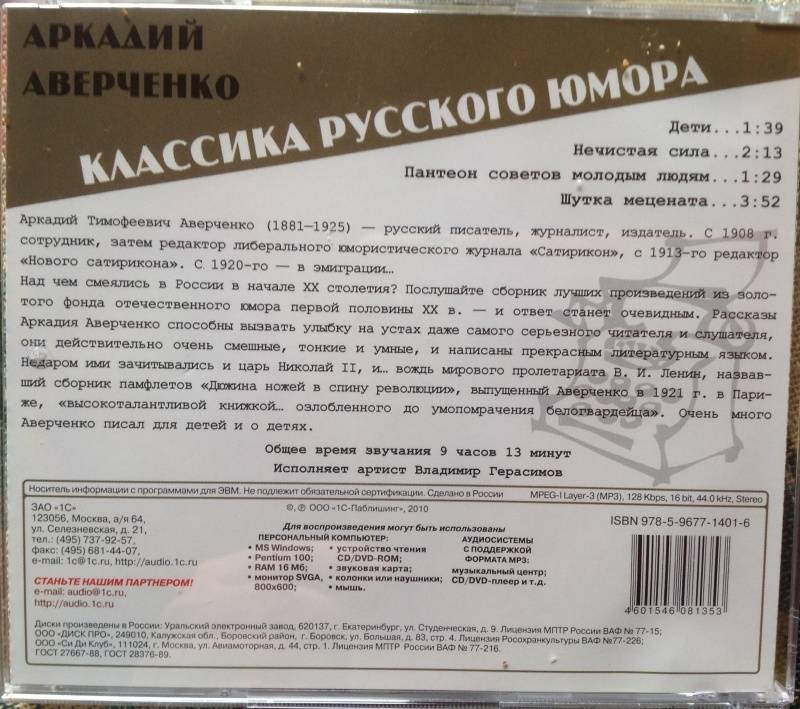 АРКАДИЙ
АВЕРЧЕНКО
КЛАССИКА РУССКОГО ЮМОРА
Дети...1:39
Нечистая сила...2:13
Пантеон советов молодым людям...1:29
Шутка мецената...3:52
Аркадий Тимофеевич Аверченко (1881—1925) — русский писатель, журналист, издатель. С 1908 г.
сотрудник, затем редактор либерального юмористического журнала «Сатирикон», с 1913-го редактор
«Нового сатирикона». С 1920-го — в эмиграции…
Над чем смеялись в России в начале XX столетия? Послушайте сборник лучших произведений из золо-
того фонда отечественного юмора первой половины XX в. — и ответ станет очевидным. Рассказы
Аркадия Аверченко способны вызвать улыбку на устах даже самого серьезного читателя и слушателя,
они действительно очень смешные, тонкие и умные, и написаны прекрасным литературным языком.
Недаром ими зачитывались и царь Николай II, и… вождь мирового пролетариата В. И. Ленин, назвав-
ший сборник памфлетов «Дюжина ножей в спину революции», выпущенный Аверченко в 1921 г. в Пари-
же, «высокоталантливой книжкой… озлобленного до умопомрачения белогвардейца». Очень много
Аверченко писал для детей и о детях.
Общее время звучания 9 часов 13 минут
Исполняет артист Владимир Герасимов
Носитель информации с программами для ЭВМ. Не подлежит обязательной сертификации. Сделано в России
MPEG-I Layer-3 (MP3), 128 Kbps, 16 bit, 44.0 kHz, Stereo
ЗАО «1С»
123056, Москва, а/я 64,
ул. Селезневская, д. 21,
тел.: (495) 737-92-57,
факс: (495) 681-44-07,
e-mail: 1c@1c.ru, http://audio.1c.ru
СТАНЬТЕ НАШИМ ПАРТНЕРОМ!
e-mail: audio@1c.ru,
http://audio.1c.ru
©, ℗ ООО «1С-Паблишинг», 2010
Для воспроизведения могут быть использованы
ПЕРСОНАЛЬНЫЙ КОМПЬЮТЕР:
• MS Windows;
• Pentium 100;
• RAM 16 Мб;
• монитор SVGA,
800x600;
• устройство чтения
CD/DVD-ROM;
• звуковая карта;
• колонки или наушники;
• мышь.
АУДИОСИСТЕМЫ
С ПОДДЕРЖКОЙ
ФОРМАТА MP3:
музыкальный центр;
CD/DVD-плеер и т.д.
ISBN 978-5-9677-1401-6
4 601546 081353
Диски произведены в России: Уральский электронный завод, 620137, г. Екатеринбург, ул. Студенческая, д. 9. Лицензия МПТР России ВАФ № 77-15;
ООО «ДИСК ПРО», 249010, Калужская обл., Боровский район, г. Боровск, ул. Большая, д. 83, стр. 4. Лицензия Росохранкультуры ВАФ № 77-226;
ООО «Си Ди Клуб», 111024, г. Москва, ул. Авиамоторная, д. 44, стр. 1. Лицензия МПТР России ВАФ № 77-216.
ГОСТ 27667-88, ГОСТ 28376-89.